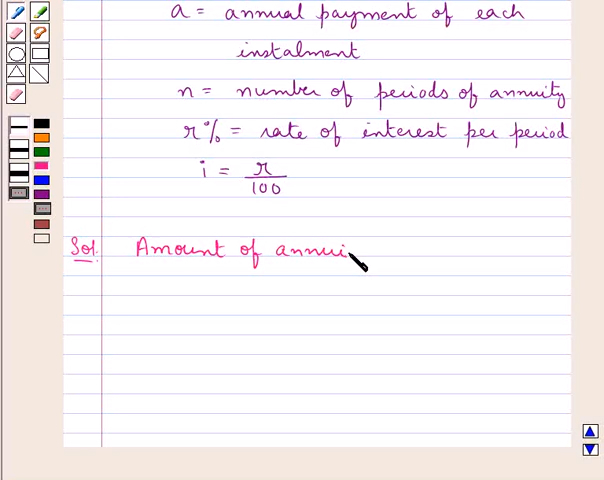 a = annual payment of each
instalment
n = number of periods of annuity
r% = rate of interest per period
i = r
100
Sol. Amount of annui